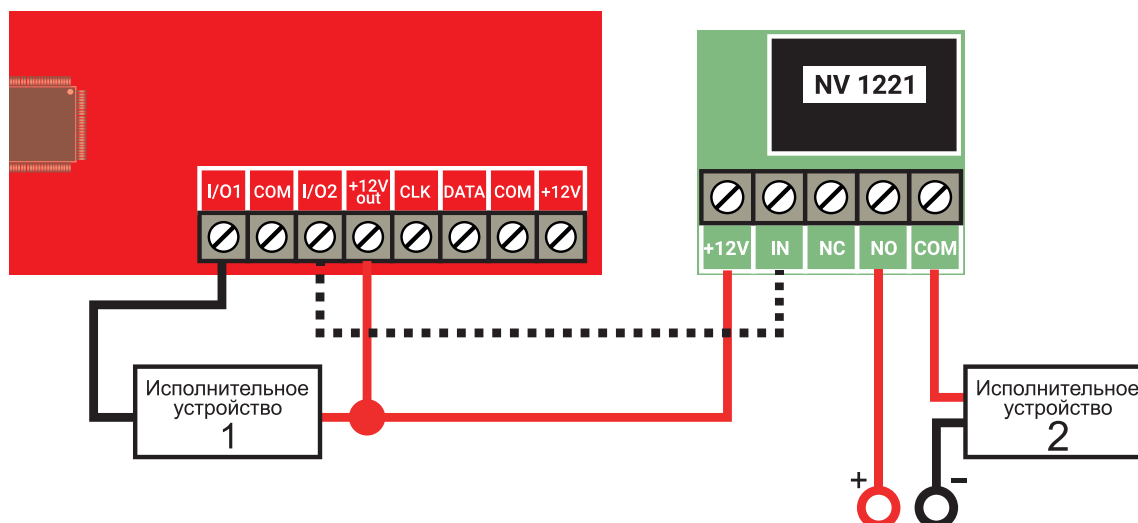 NV 1221
I/O1 COM I/O2 +12V out CLK DATA COM +12V
+12V IN NC NO COM
Исполнительное
устройство
1
Исполнительное
устройство
2
+ −